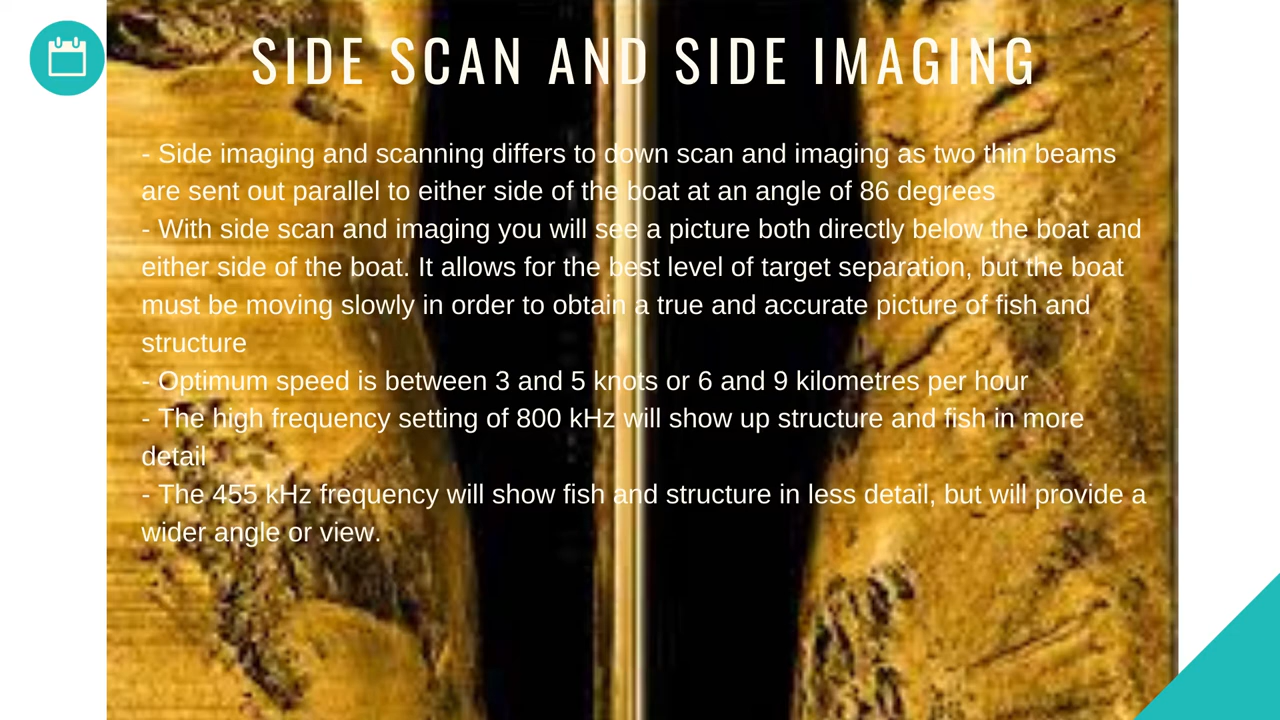 SIDE SCAN AND SIDE IMAGING
- Side imaging and scanning differs to down scan and imaging as two thin beams
are sent out parallel to either side of the boat at an angle of 86 degrees
- With side scan and imaging you will see a picture both directly below the boat and
either side of the boat. It allows for the best level of target separation, but the boat
must be moving slowly in order to obtain a true and accurate picture of fish and
structure
- Optimum speed is between 3 and 5 knots or 6 and 9 kilometres per hour
- The high frequency setting of 800 kHz will show up structure and fish in more
detail
- The 455 kHz frequency will show fish and structure in less detail, but will provide a
wider angle or view.